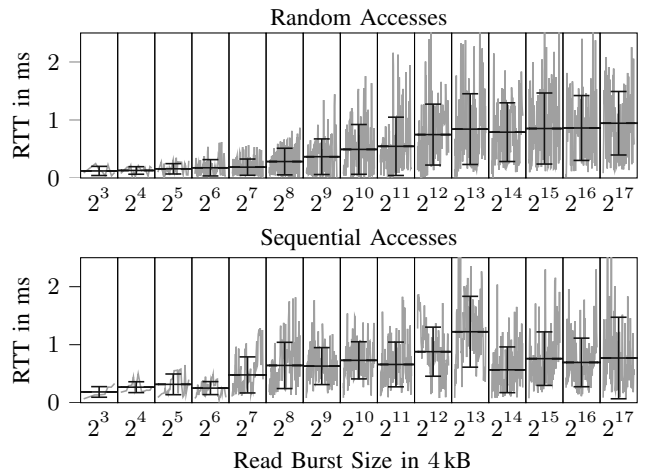 Random Accesses
RTT in ms
2
1
0
2^3 2^4 2^5 2^6 2^7 2^8 2^9 2^10 2^11 2^12 2^13 2^14 2^15 2^16 2^17
Sequential Accesses
RTT in ms
2
1
0
2^3 2^4 2^5 2^6 2^7 2^8 2^9 2^10 2^11 2^12 2^13 2^14 2^15 2^16 2^17
Read Burst Size in 4 kB